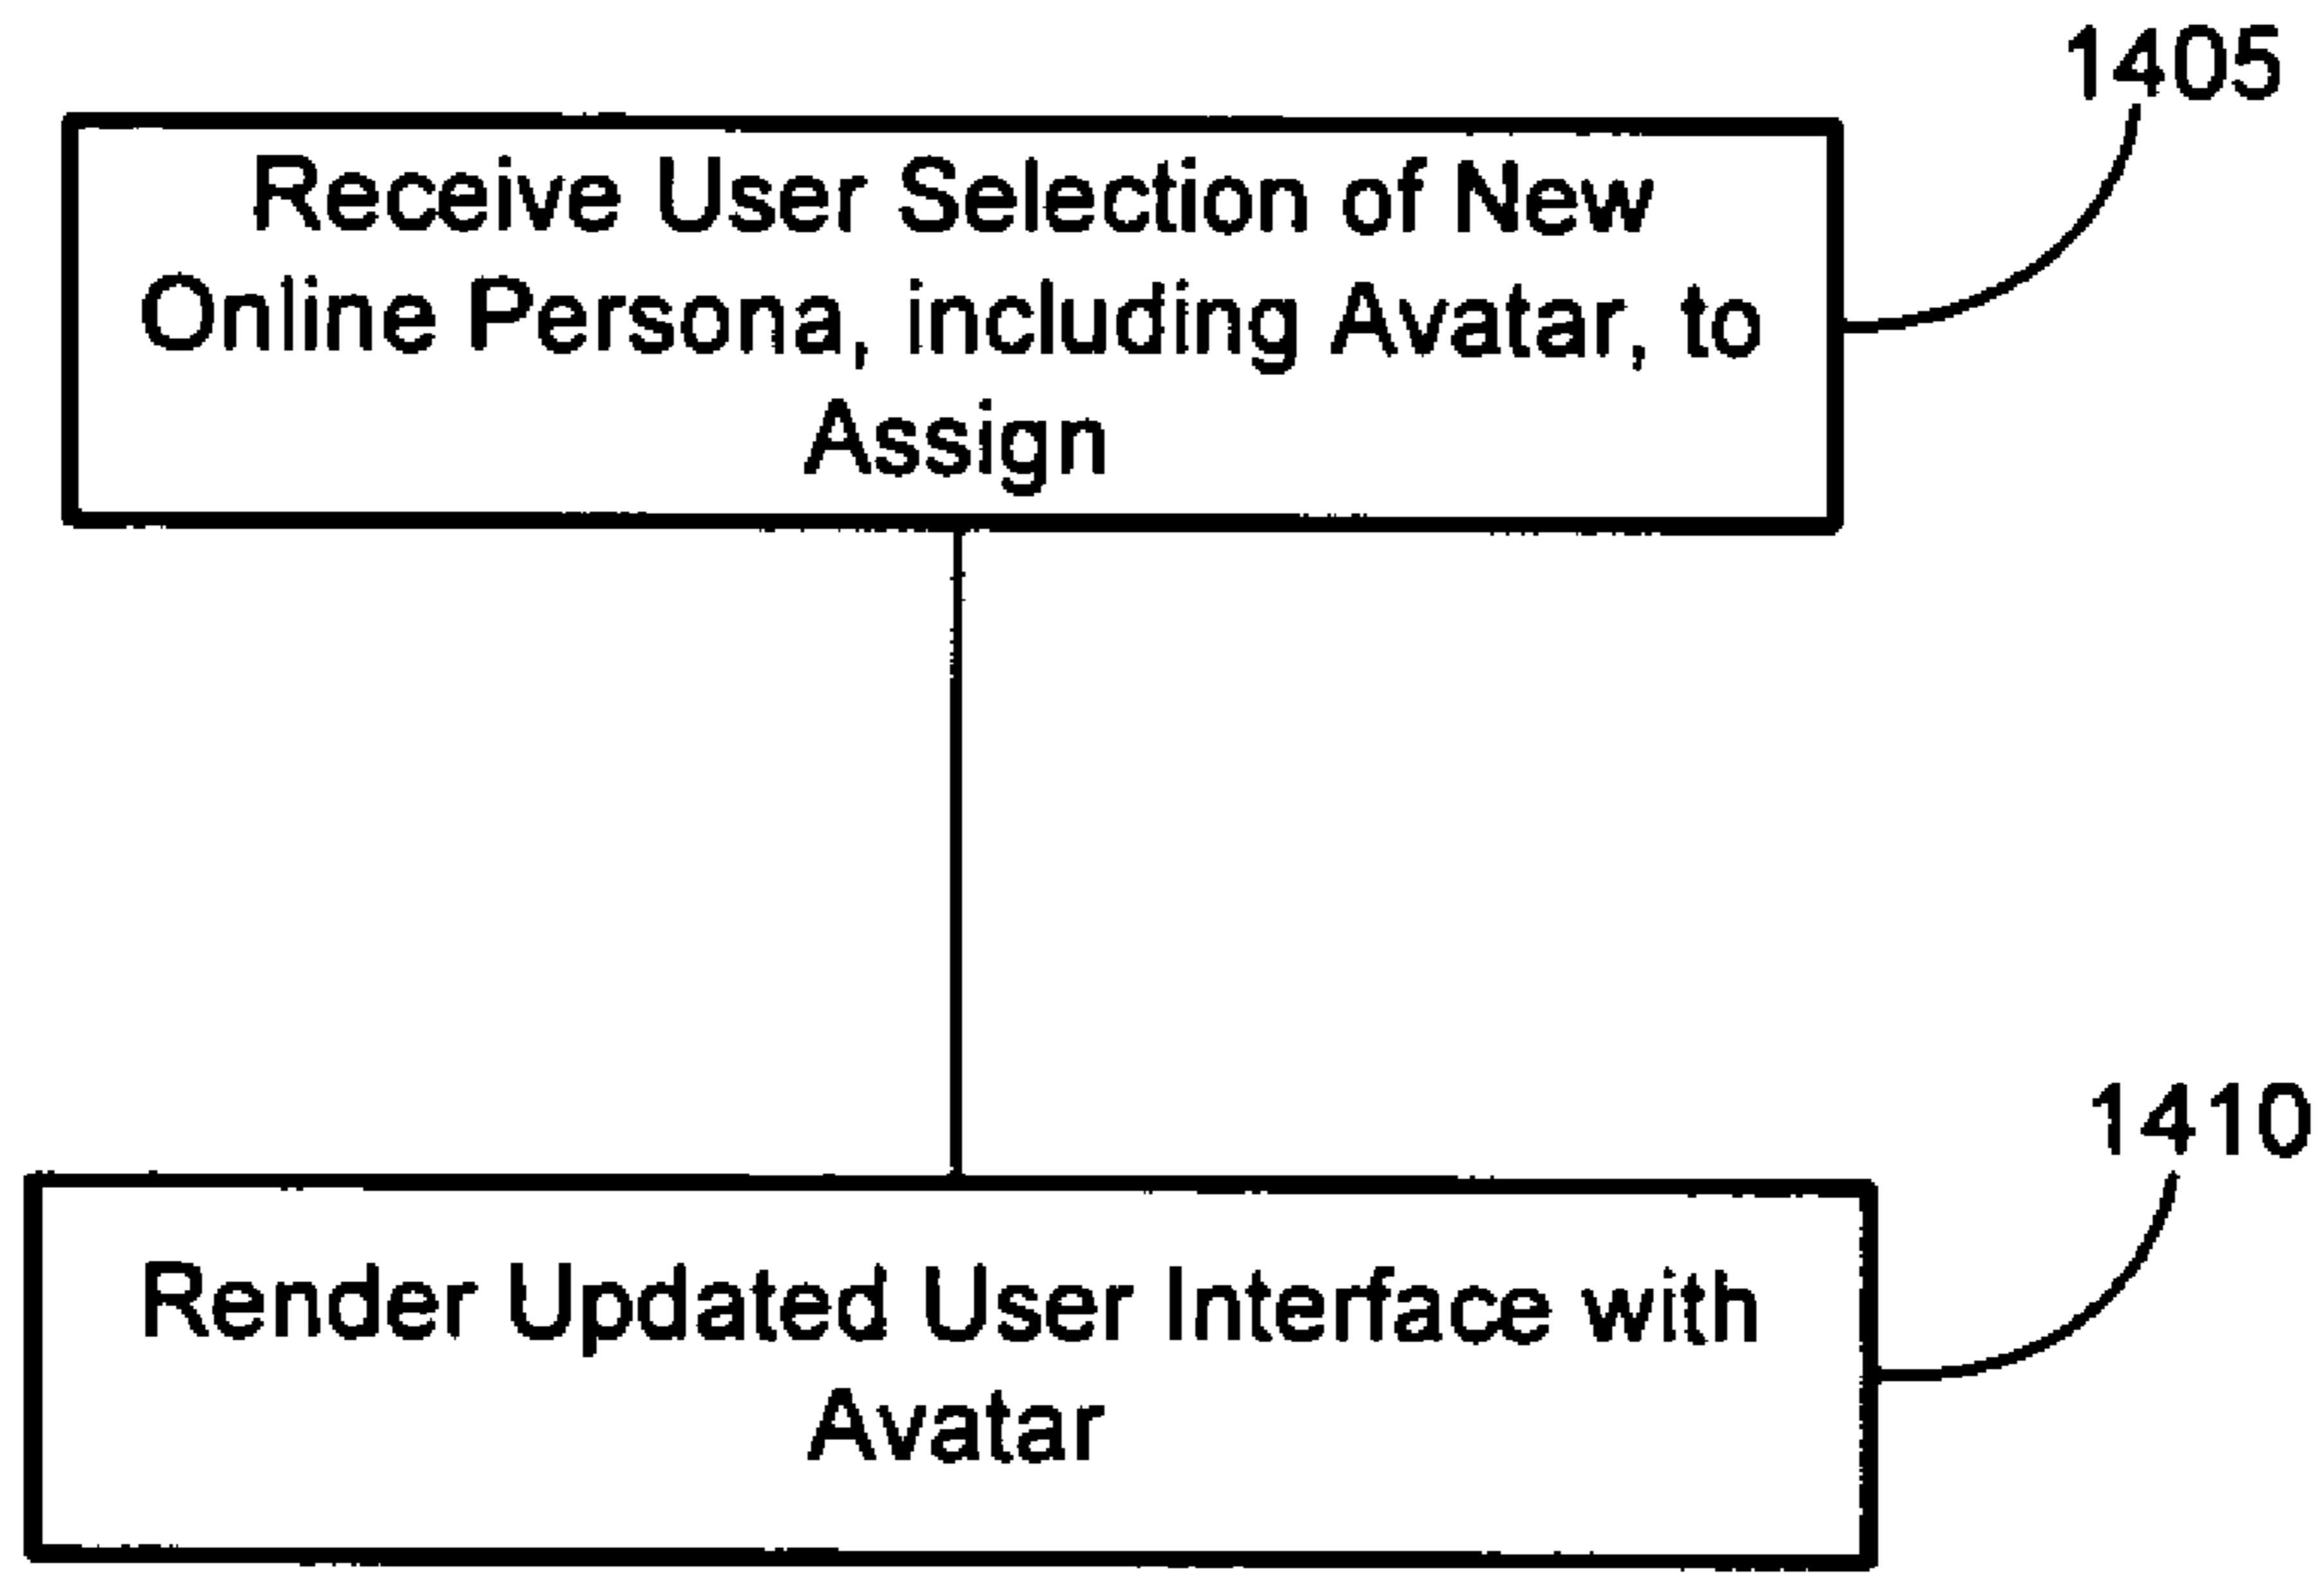 1405
Receive User Selection of New
Online Persona, including Avatar, to
Assign
1410
Render Updated User Interface with
Avatar